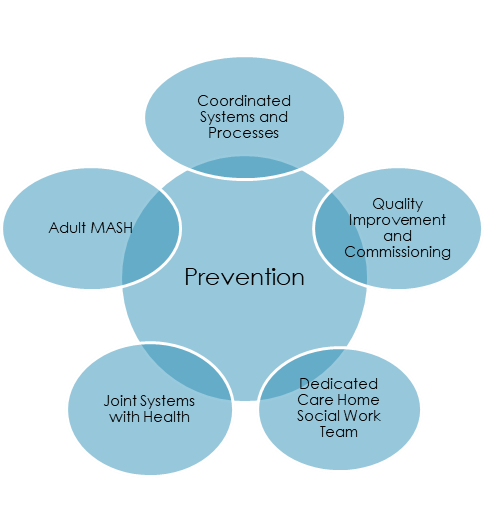 Coordinated
Systems and
Processes
Adult MASH
Quality
Improvement
and
Commissioning
Prevention
Joint Systems
with Health
Dedicated
Care Home
Social Work
Team